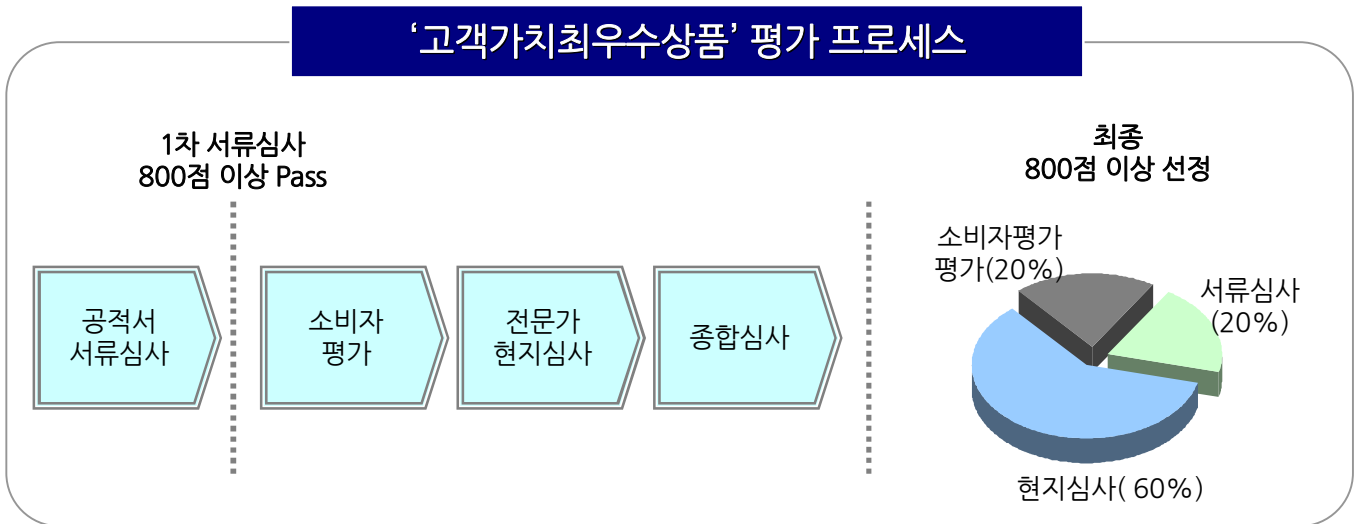 ‘고객가치최우수상품’ 평가 프로세스
1차 서류심사
800점 이상 Pass
최종
800점 이상 선정
공적서
서류심사
소비자
평가
전문가
현지심사
종합심사
소비자평가
평가(20%)
서류심사
(20%)
현지심사( 60%)